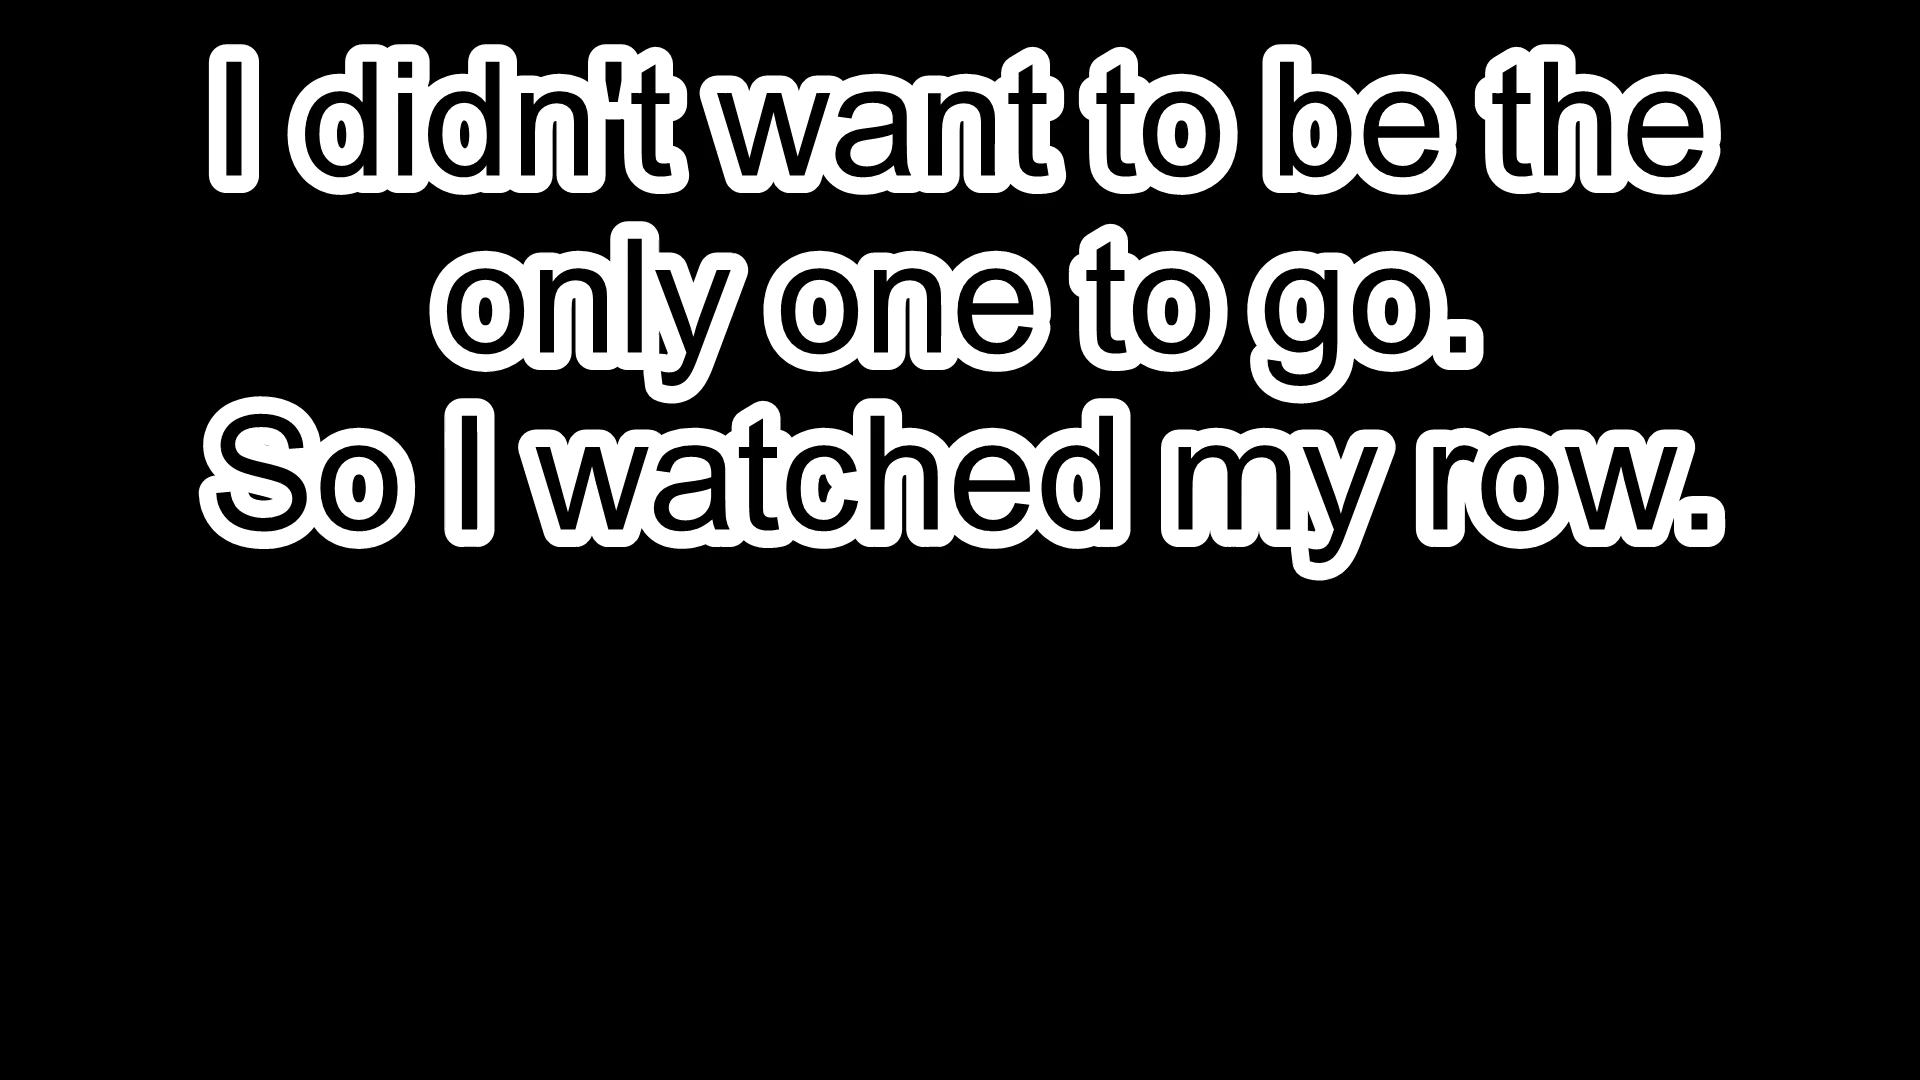 I didn't want to be the
only one to go.
So I watched my row.